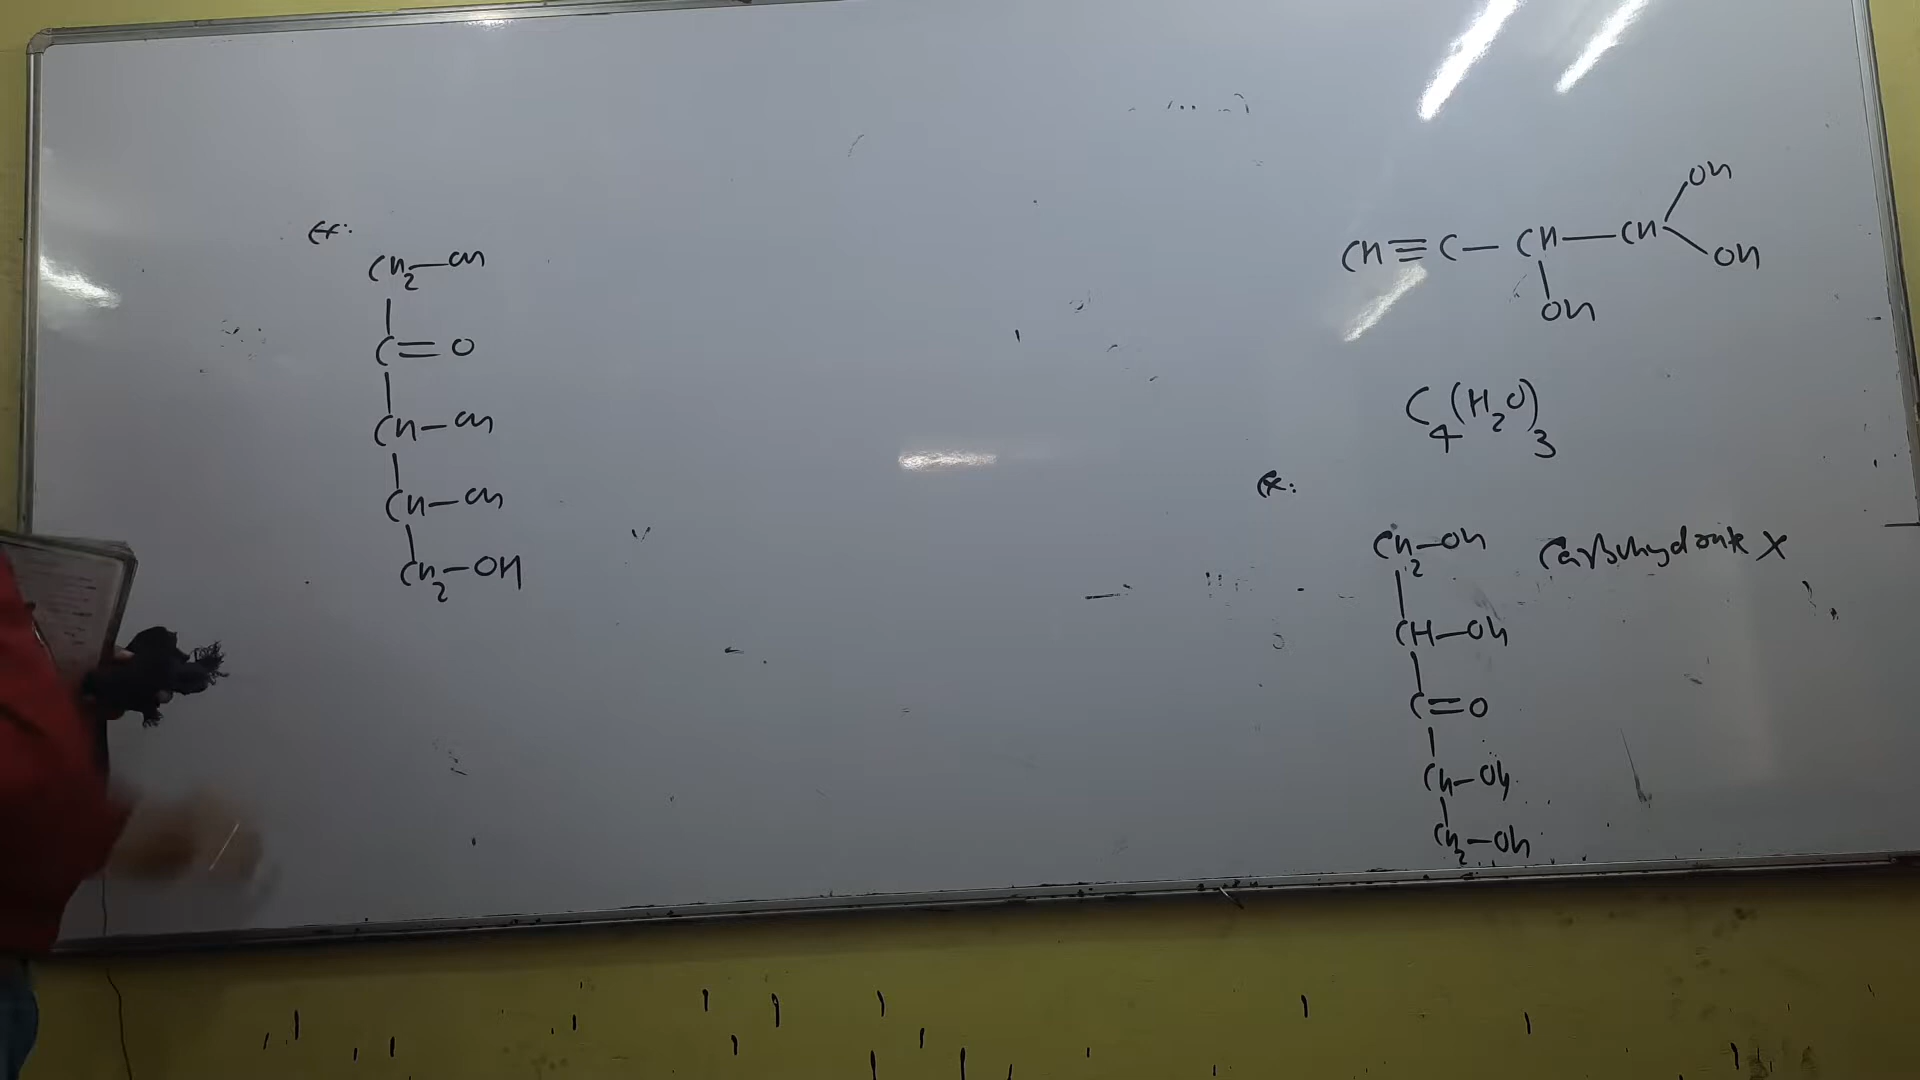 Ex:
CH2—OH
C=O
CH—OH
CH—OH
CH2—OH
OH
CH≡C—CH—CH
OH
OH
C4(H2O)3
Ex:
CH2—OH Carbohydrate X
CH—OH
C=O
CH—OH
CH2—OH